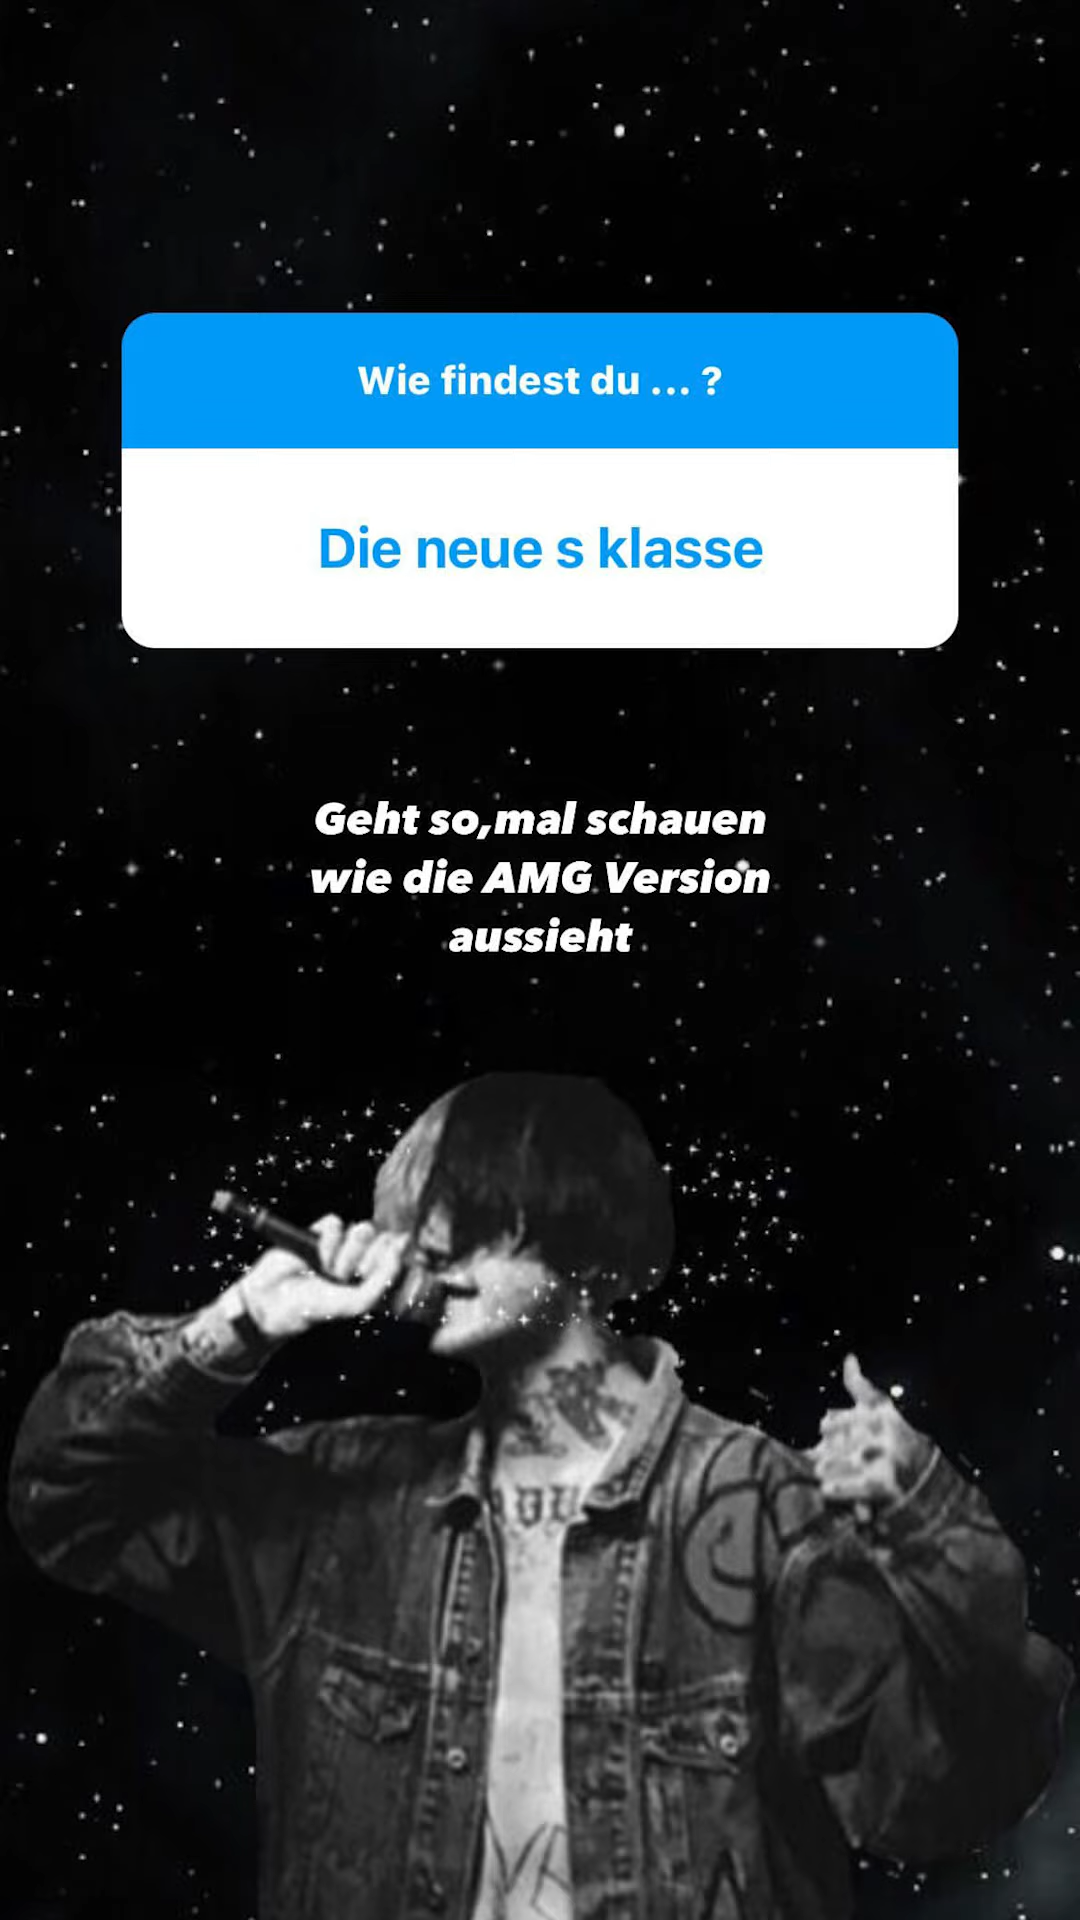 Wie findest du ... ?
Die neue s klasse
Geht so,mal schauen
wie die AMG Version
aussieht